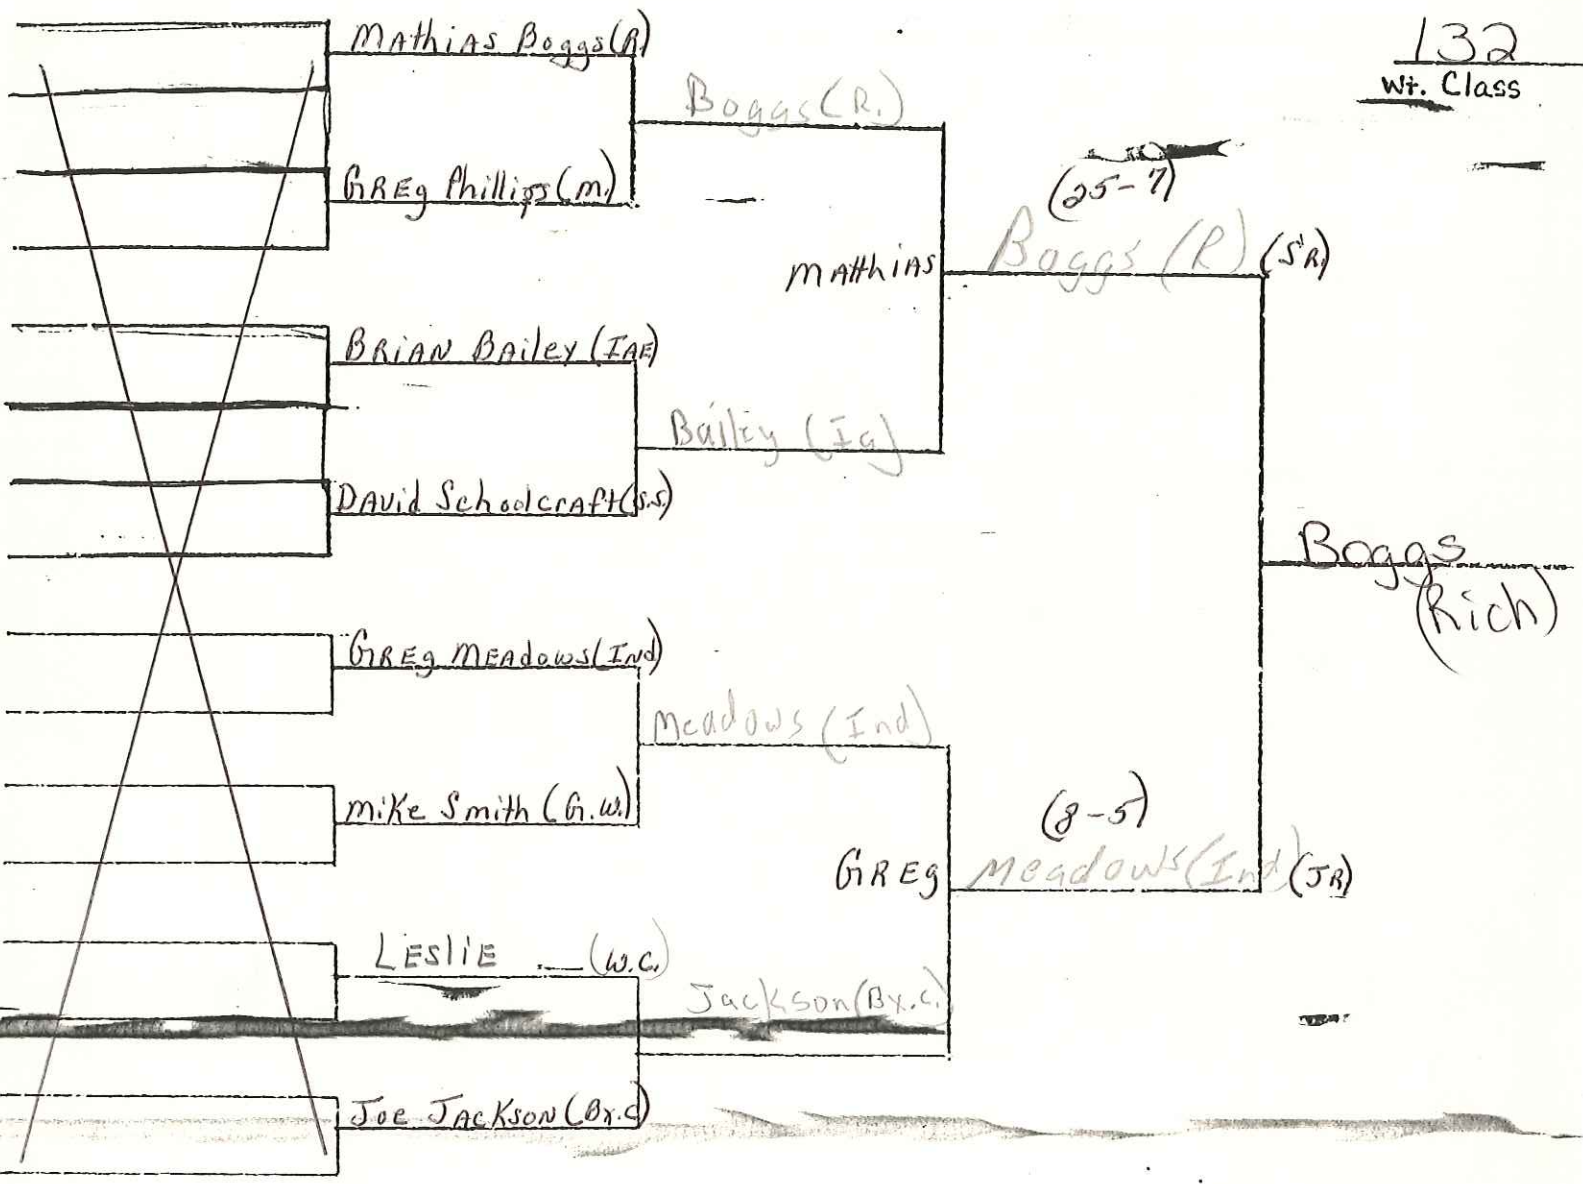 132
Wt. Class
Mathias Boggs (R)
Boggs (R.)
Greg Phillips (M.)
(25-7)
Mathias Boggs (R) (SR.)
Brian Bailey (IAE)
Bailey (Ia)
David Schoolcraft (S.S.)
Boggs
(Rich)
Greg Meadows (Ind)
Meadows (Ind)
Mike Smith (G.W.)
(8-5)
Greg Meadows (Ind) (JR)
Leslie (W.C.)
Jackson (Bx.C.)
Joe Jackson (Bx.C)